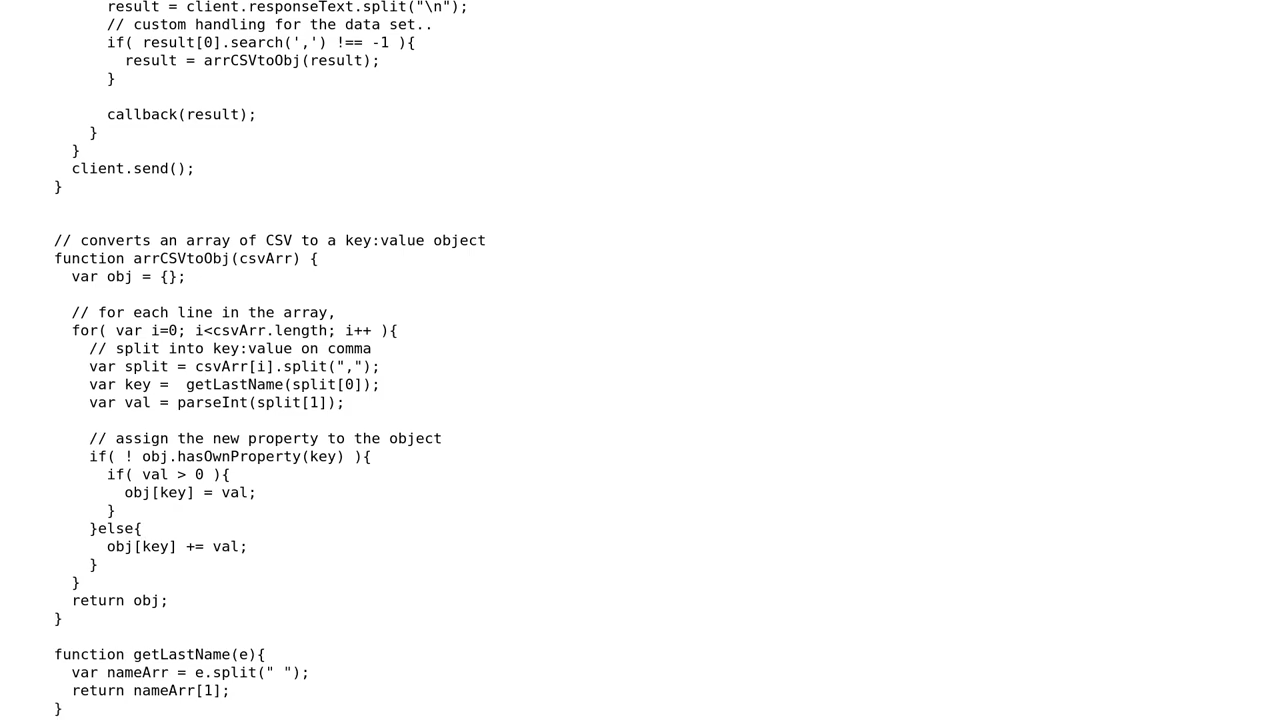 result = client.responseText.split("\n");
// custom handling for the data set..
if( result[0].search(',') !== -1 ){
result = arrCSVtoObj(result);
}
callback(result);
}
}
client.send();
}
// converts an array of CSV to a key:value object
function arrCSVtoObj(csvArr) {
var obj = {};
// for each line in the array,
for( var i=0; i<csvArr.length; i++ ){
// split into key:value on comma
var split = csvArr[i].split(",");
var key =  getLastName(split[0]);
var val = parseInt(split[1]);
// assign the new property to the object
if( ! obj.hasOwnProperty(key) ){
if( val > 0 ){
obj[key] = val;
}
}else{
obj[key] += val;
}
}
return obj;
}
function getLastName(e){
var nameArr = e.split(" ");
return nameArr[1];
}